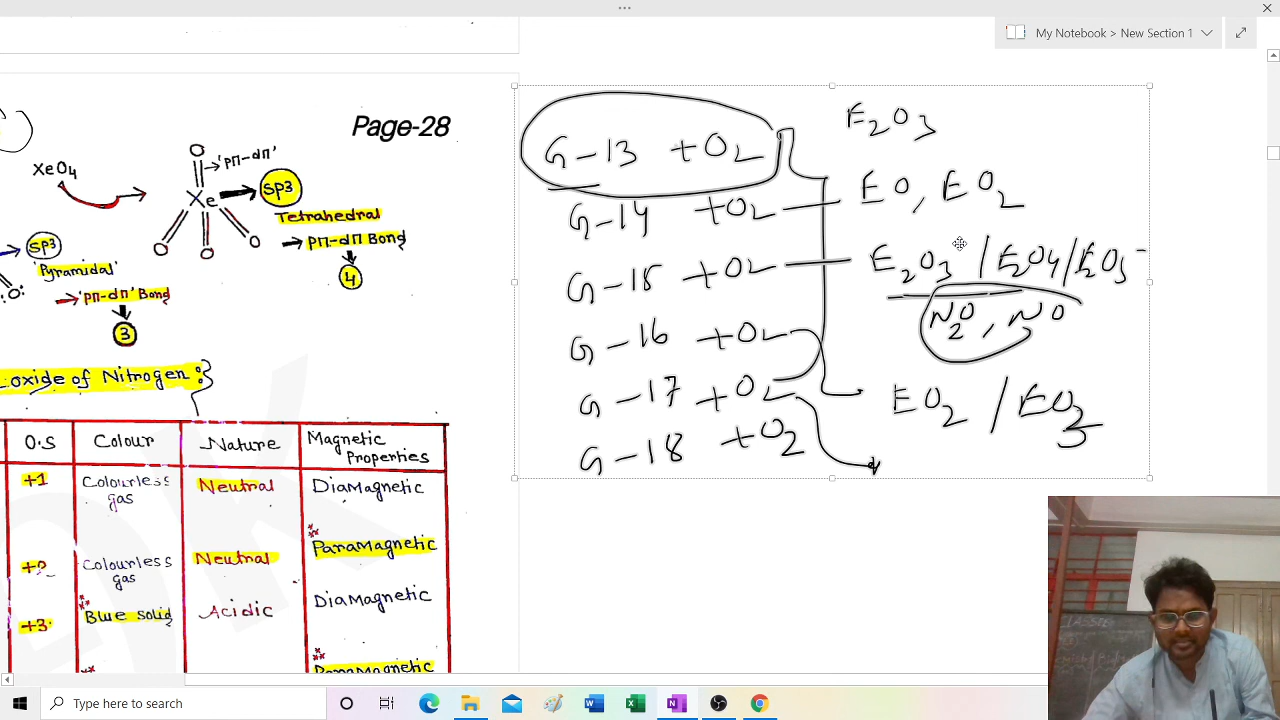 My Notebook > New Section 1
Page-28
XeO4
O
'pπ-dπ'
Xe
sp3
Tetrahedral
→ pπ-dπ Bond
4
O O O
sp3
'Pyramidal'
→ 'pπ-dπ' Bond
3
:O:
oxide of Nitrogen
O.S Colour Nature Magnetic Properties
+1 Colourless gas Neutral DiaMagnetic
+2 Colourless gas Neutral ** ParaMagnetic
+3 ** Blue solid Acidic DiaMagnetic
** ** ParaMagnetic
G-13 +O2
E2O3
G-14 +O2 EO, EO2
G-15 +O2 E2O3 / E2O4 / E2O5
N2O, NO
G-16 +O2
G-17 +O2 EO2 / EO3
G-18 +O2
Type here to search